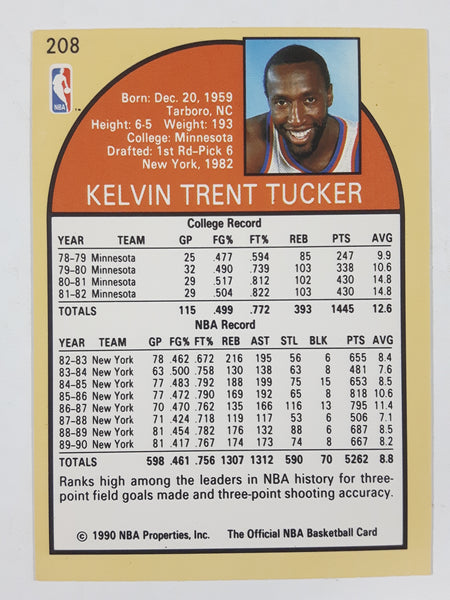 208
NBA
Born: Dec. 20, 1959
Tarboro, NC
Height: 6-5 Weight: 193
College: Minnesota
Drafted: 1st Rd-Pick 6
New York, 1982
KELVIN TRENT TUCKER
College Record
YEAR TEAM GP FG% FT% REB PTS AVG
78-79 Minnesota 25 .477 .594 85 247 9.9
79-80 Minnesota 32 .490 .739 103 338 10.6
80-81 Minnesota 29 .517 .812 102 430 14.8
81-82 Minnesota 29 .504 .822 103 430 14.8
TOTALS 115 .499 .772 393 1445 12.6
NBA Record
YEAR TEAM GP FG% FT% REB AST STL BLK PTS AVG
82-83 New York 78 .462 .672 216 195 56 6 655 8.4
83-84 New York 63 .500 .758 130 138 63 8 481 7.6
84-85 New York 77 .483 .792 188 199 75 15 653 8.5
85-86 New York 77 .472 .790 169 192 65 8 818 10.6
86-87 New York 70 .470 .762 135 166 116 13 795 11.4
87-88 New York 71 .424 .718 119 117 53 6 506 7.1
88-89 New York 81 .454 .782 176 132 88 6 687 8.5
89-90 New York 81 .417 .767 174 173 74 8 667 8.2
TOTALS 598 .461 .756 1307 1312 590 70 5262 8.8
Ranks high among the leaders in NBA history for three-
point field goals made and three-point shooting accuracy.
© 1990 NBA Properties, Inc. The Official NBA Basketball Card